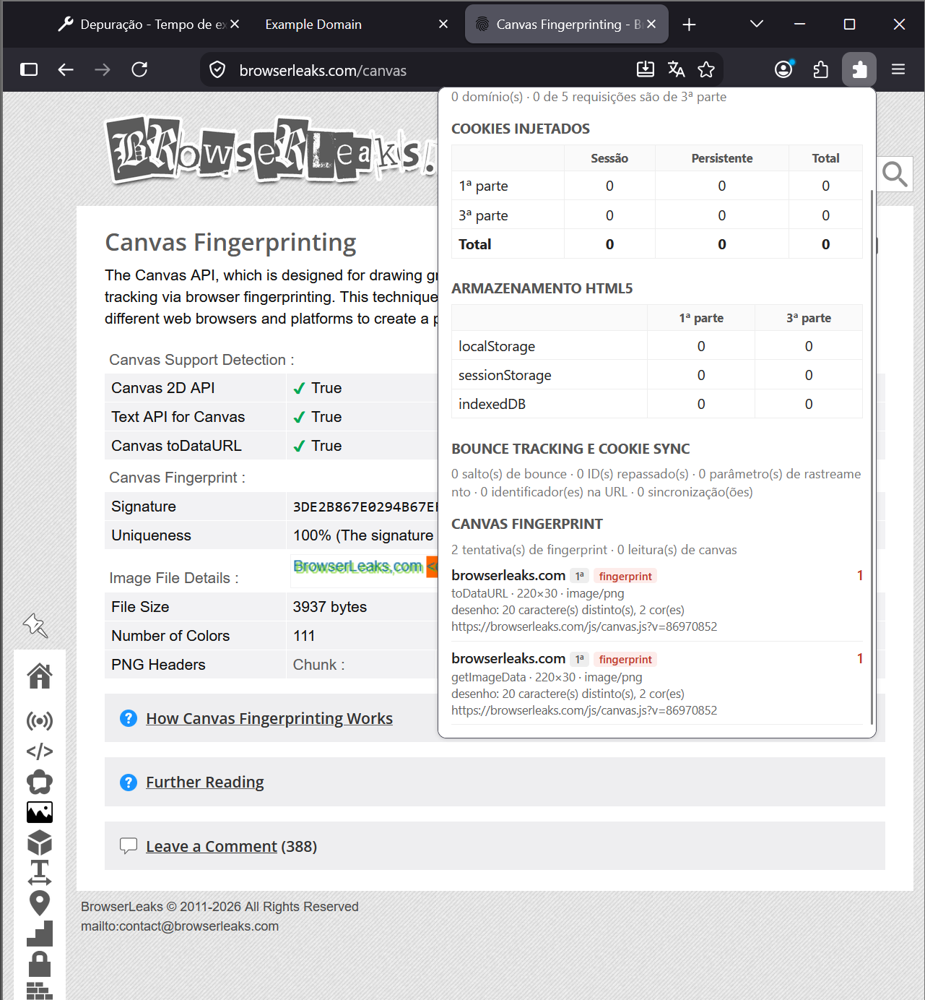 Depuração - Tempo de ex
Example Domain
Canvas Fingerprinting - B
browserleaks.com/canvas
BrowserLeaks.
0 domínio(s) · 0 de 5 requisições são de 3ª parte
COOKIES INJETADOS
Sessão Persistente Total
1ª parte 0 0 0
3ª parte 0 0 0
Total 0 0 0
ARMAZENAMENTO HTML5
1ª parte 3ª parte
localStorage 0 0
sessionStorage 0 0
indexedDB 0 0
BOUNCE TRACKING E COOKIE SYNC
0 salto(s) de bounce · 0 ID(s) repassado(s) · 0 parâmetro(s) de rastreame
nto · 0 identificador(es) na URL · 0 sincronização(ões)
CANVAS FINGERPRINT
2 tentativa(s) de fingerprint · 0 leitura(s) de canvas
browserleaks.com 1ª fingerprint 1
toDataURL · 220×30 · image/png
desenho: 20 caractere(s) distinto(s), 2 cor(es)
https://browserleaks.com/js/canvas.js?v=86970852
browserleaks.com 1ª fingerprint 1
getImageData · 220×30 · image/png
desenho: 20 caractere(s) distinto(s), 2 cor(es)
https://browserleaks.com/js/canvas.js?v=86970852
Canvas Fingerprinting
The Canvas API, which is designed for drawing gr
tracking via browser fingerprinting. This technique
different web browsers and platforms to create a p
Canvas Support Detection :
Canvas 2D API ✔ True
Text API for Canvas ✔ True
Canvas toDataURL ✔ True
Canvas Fingerprint :
Signature 3DE2B867E0294B67E
Uniqueness 100% (The signature
BrowserLeaks,com <
Image File Details :
File Size 3937 bytes
Number of Colors 111
PNG Headers Chunk :
How Canvas Fingerprinting Works
Further Reading
Leave a Comment (388)
BrowserLeaks © 2011-2026 All Rights Reserved
mailto:contact@browserleaks.com